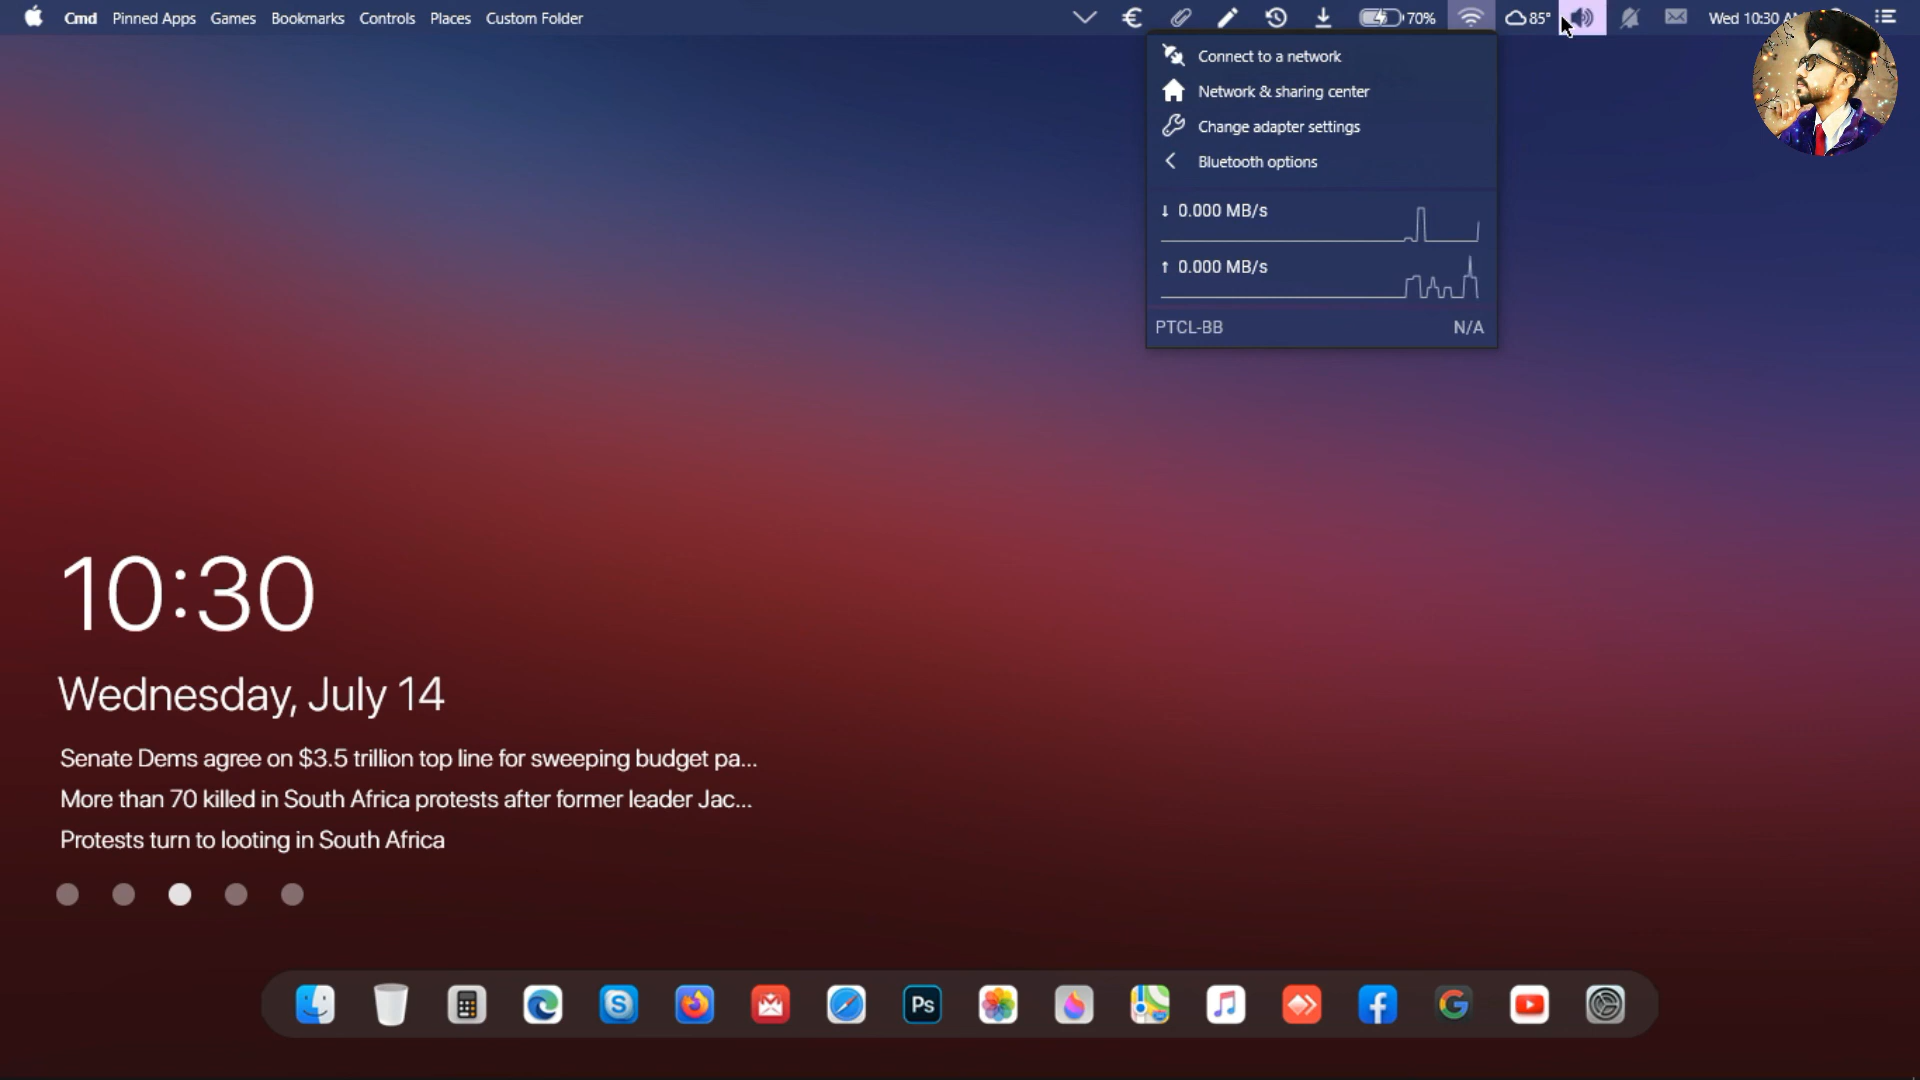 Cmd Pinned Apps Games Bookmarks Controls Places Custom Folder € 70% 85° Wed 10:30
Connect to a network
Network & sharing center
Change adapter settings
Bluetooth options
↓ 0.000 MB/s
↑ 0.000 MB/s
PTCL-BB N/A
10:30
Wednesday, July 14
Senate Dems agree on $3.5 trillion top line for sweeping budget pa...
More than 70 killed in South Africa protests after former leader Jac...
Protests turn to looting in South Africa
S Ps f G